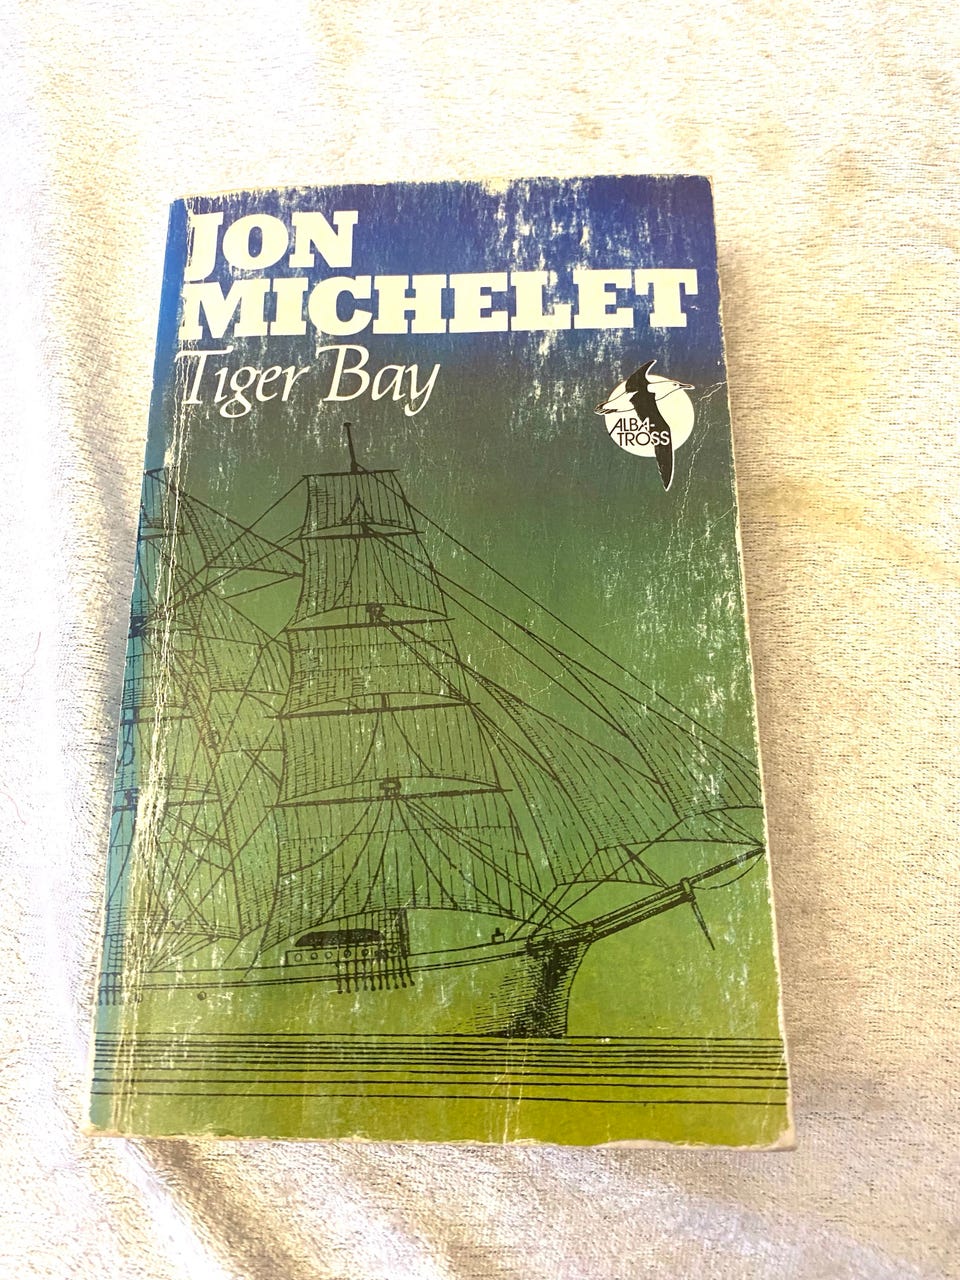 JON
MICHELET
Tiger Bay
ALBA-
TROSS